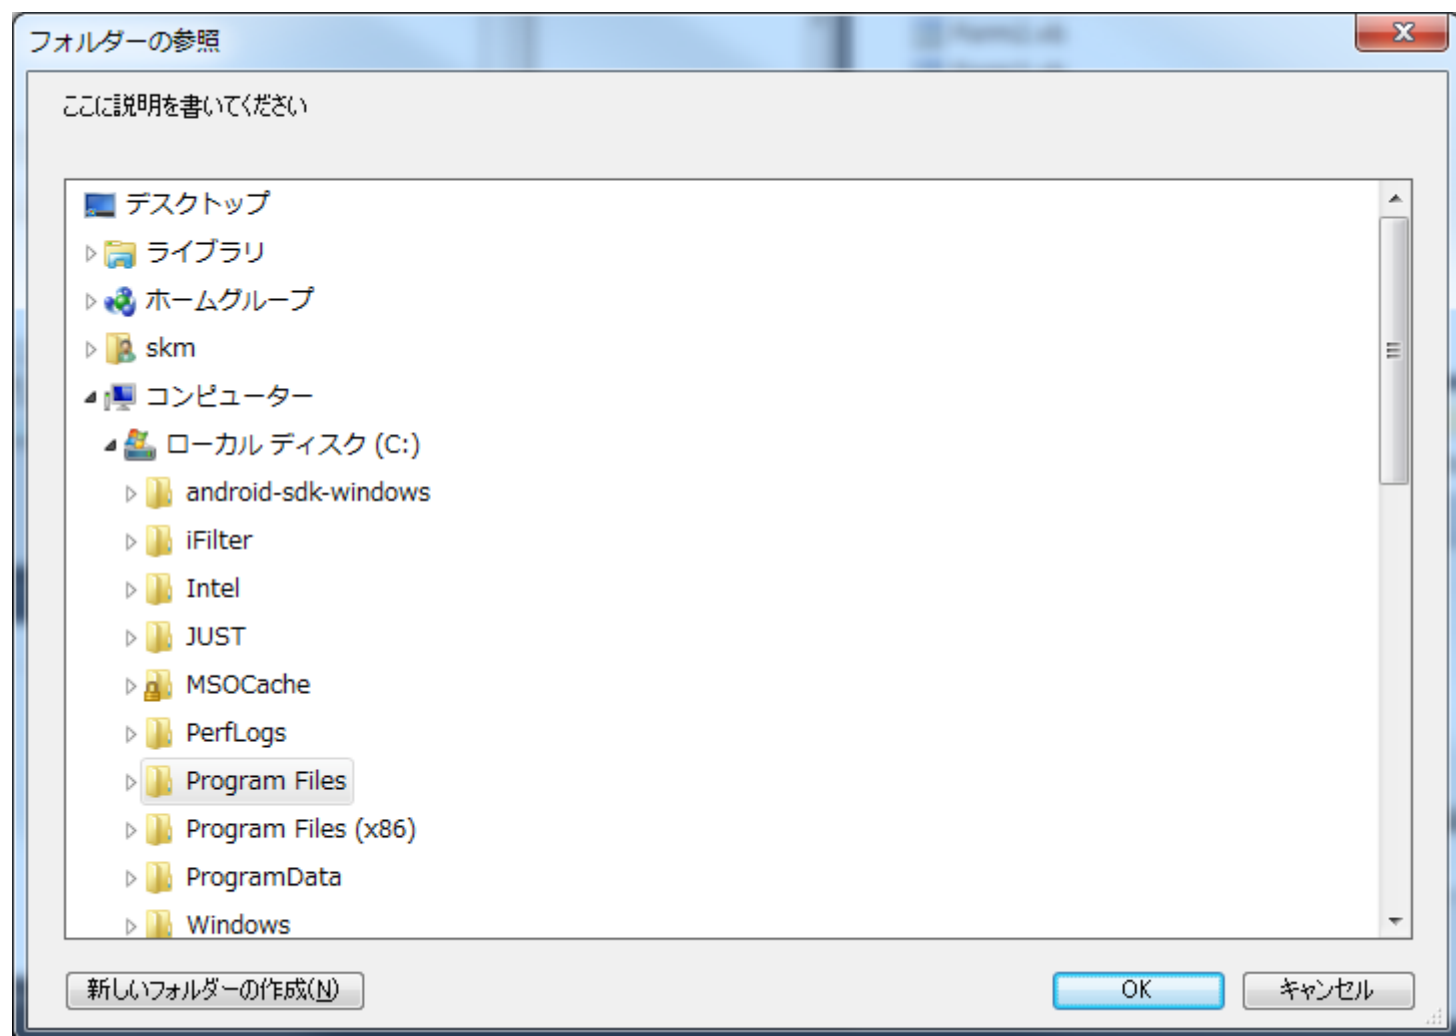 フォルダーの参照
ここに説明を書いてください
デスクトップ
ライブラリ
ホームグループ
skm
コンピューター
ローカル ディスク (C:)
android-sdk-windows
iFilter
Intel
JUST
MSOCache
PerfLogs
Program Files
Program Files (x86)
ProgramData
Windows
新しいフォルダーの作成(N) OK キャンセル